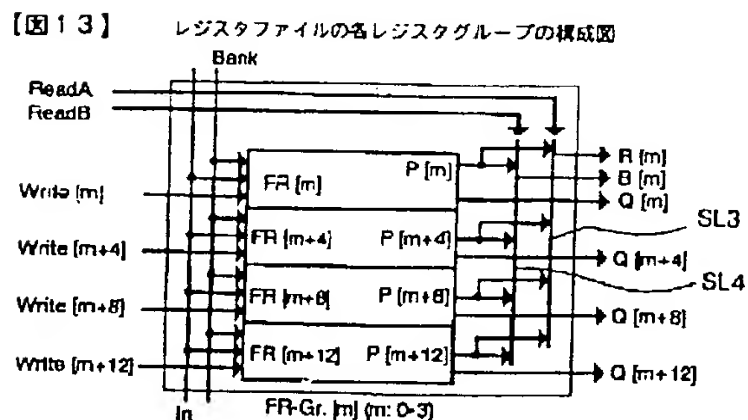 【図13】 レジスタファイルの各レジスタグループの構成図
Bank
ReadA
ReadB
FR [m] P [m]
R [m]
B [m]
Q [m]
Write [m]
SL3
Write [m+4] FR [m+4] P [m+4]
Q [m+4]
SL4
Write [m+8] FR [m+8] P [m+8]
Q [m+8]
Write [m+12] FR [m+12] P [m+12]
Q [m+12]
In FR-Gr. [m] (m: 0-3)